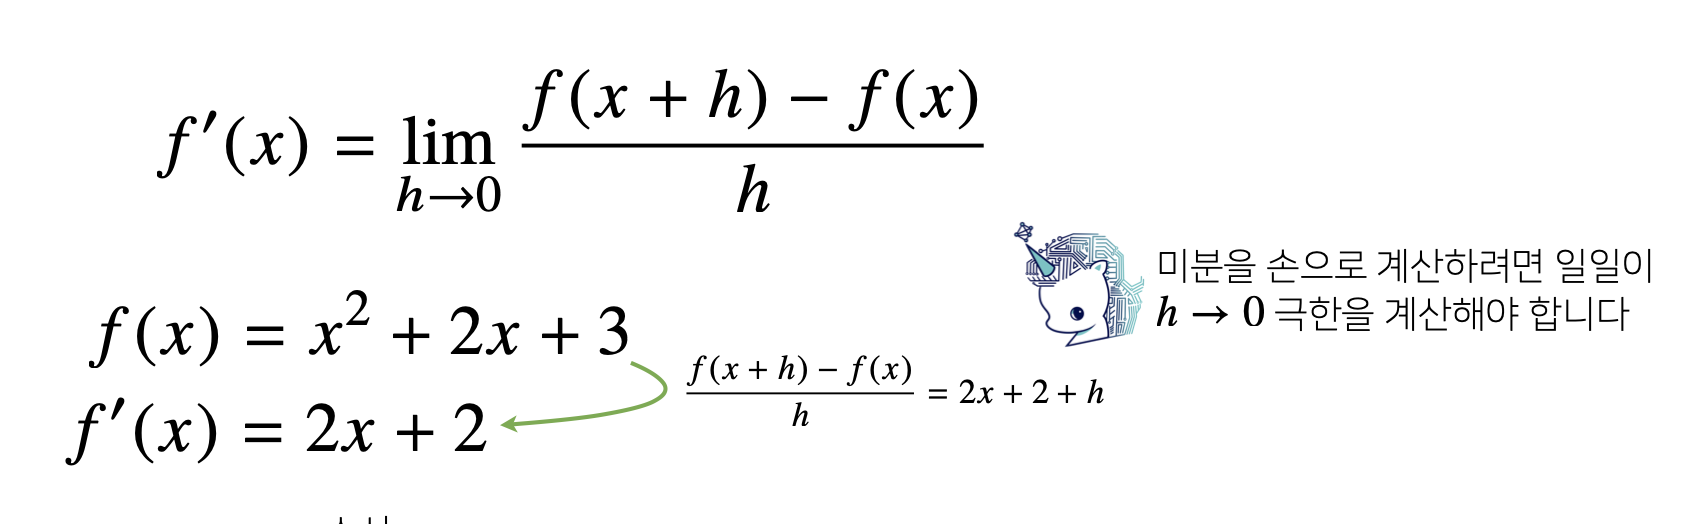 f′(x) = lim h→0 f(x + h) − f(x) / h
미분을 손으로 계산하려면 일일이
h → 0 극한을 계산해야 합니다
f(x) = x² + 2x + 3
f(x + h) − f(x) / h = 2x + 2 + h
f′(x) = 2x + 2